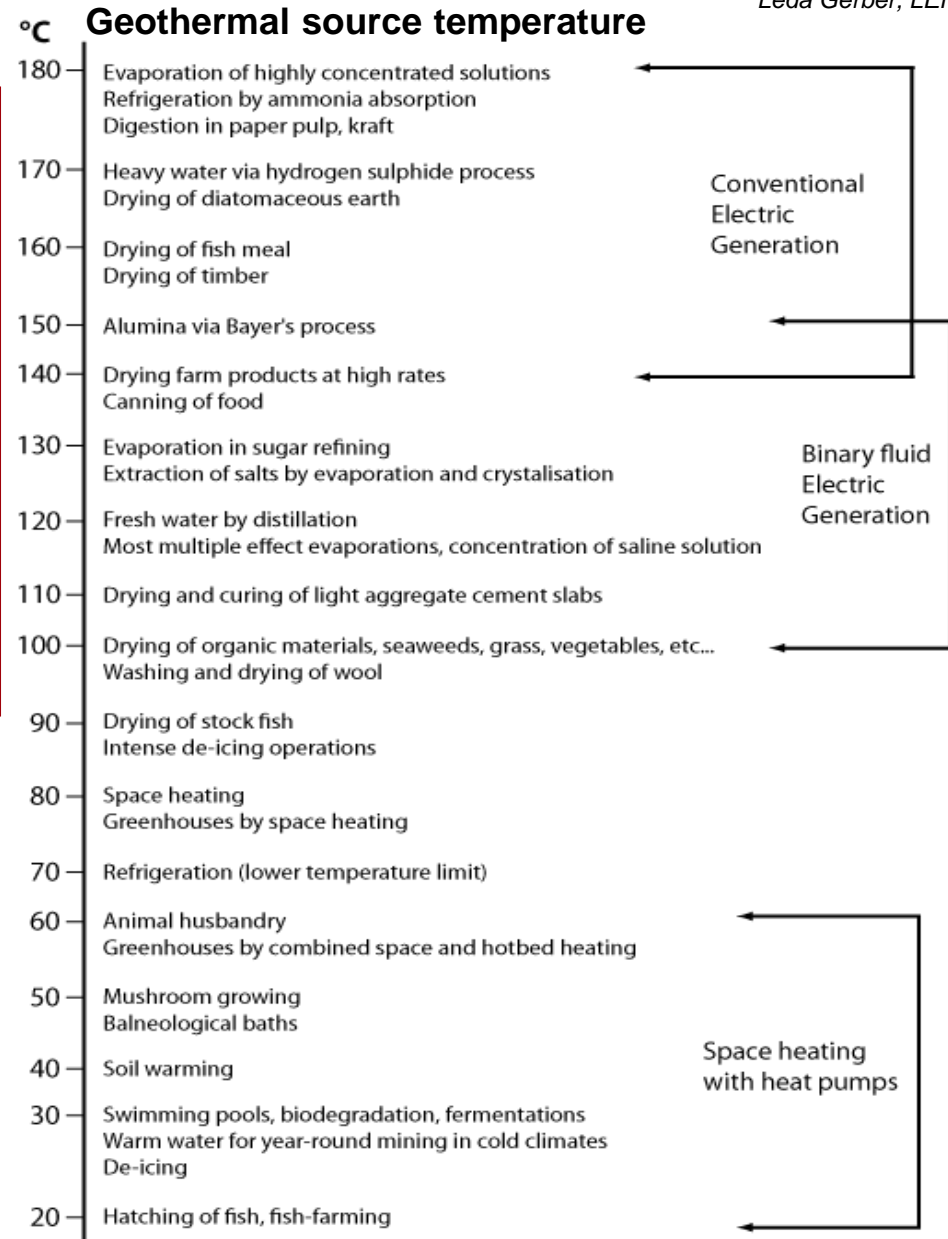 Leda Gerber,
°C Geothermal source temperature
180 Evaporation of highly concentrated solutions
Refrigeration by ammonia absorption
Digestion in paper pulp, kraft
170 Heavy water via hydrogen sulphide process
Drying of diatomaceous earth
Conventional
Electric
Generation
160 Drying of fish meal
Drying of timber
150 Alumina via Bayer's process
140 Drying farm products at high rates
Canning of food
130 Evaporation in sugar refining
Extraction of salts by evaporation and crystalisation
Binary fluid
Electric
Generation
120 Fresh water by distillation
Most multiple effect evaporations, concentration of saline solution
110 Drying and curing of light aggregate cement slabs
100 Drying of organic materials, seaweeds, grass, vegetables, etc...
Washing and drying of wool
90 Drying of stock fish
Intense de-icing operations
80 Space heating
Greenhouses by space heating
70 Refrigeration (lower temperature limit)
60 Animal husbandry
Greenhouses by combined space and hotbed heating
50 Mushroom growing
Balneological baths
40 Soil warming
Space heating
with heat pumps
30 Swimming pools, biodegradation, fermentations
Warm water for year-round mining in cold climates
De-icing
20 Hatching of fish, fish-farming